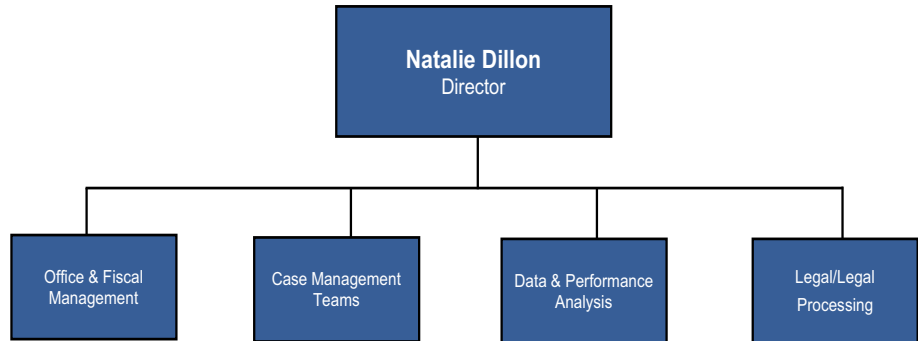 Natalie Dillon
Director
Office & Fiscal
Management
Case Management
Teams
Data & Performance
Analysis
Legal/Legal
Processing